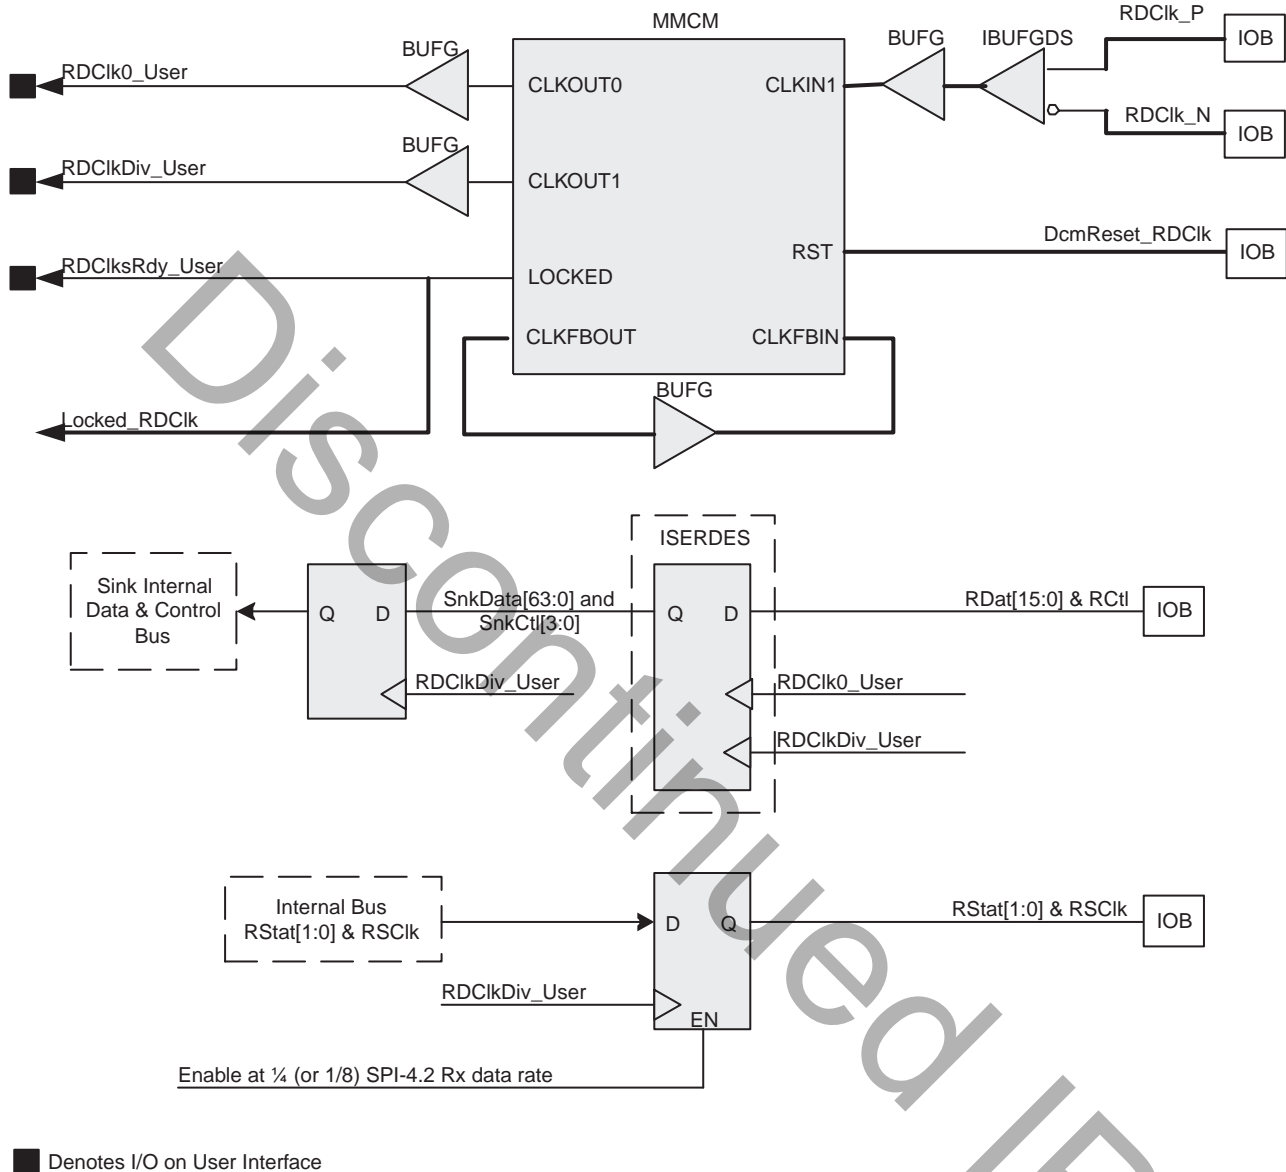 MMCM
RDClk_P
IOB
BUFG
BUFG
IBUFGDS
RDClk0_User
CLKOUT0
CLKIN1
RDClk_N
IOB
BUFG
RDClkDiv_User
CLKOUT1
DcmReset_RDClk
RST
IOB
RDClksRdy_User
LOCKED
CLKFBOUT
CLKFBIN
BUFG
Locked_RDClk
ISERDES
Sink Internal
Data & Control
Bus
Q
D
SnkData[63:0] and
SnkCtl[3:0]
Q
D
RDat[15:0] & RCtl
IOB
RDClkDiv_User
RDClk0_User
RDClkDiv_User
Internal Bus
RStat[1:0] & RSClk
D
Q
RStat[1:0] & RSClk
IOB
RDClkDiv_User
EN
Enable at ¼ (or 1/8) SPI-4.2 Rx data rate
Denotes I/O on User Interface
Discontinued IP